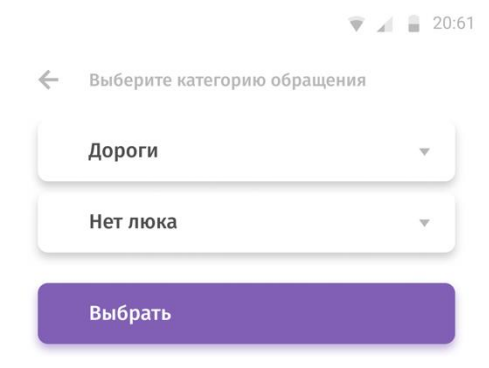 20:61
Выберите категорию обращения
Дороги
Нет люка
Выбрать